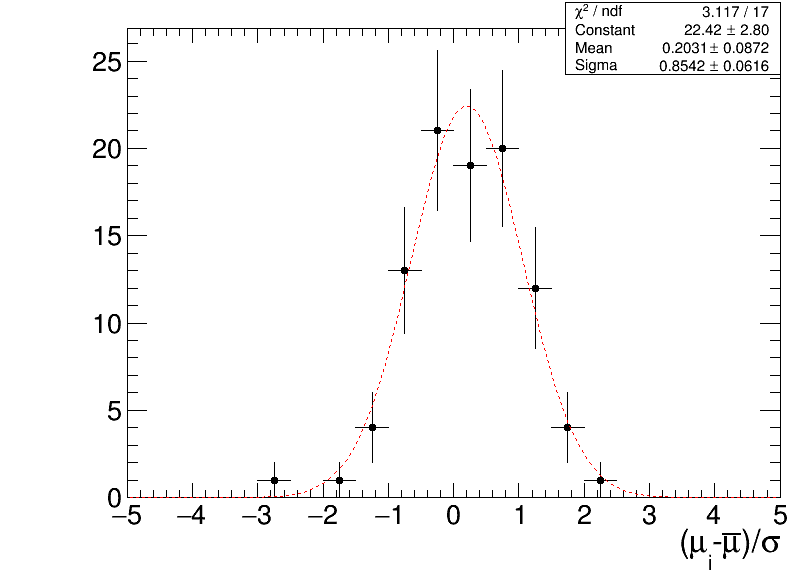 χ² / ndf 3.117 / 17
Constant 22.42 ± 2.80
Mean 0.2031± 0.0872
Sigma 0.8542 ± 0.0616
25
20
15
10
5
0
−5 −4 −3 −2 −1 0 1 2 3 4 5
(μⱼ-μ̅)/σ